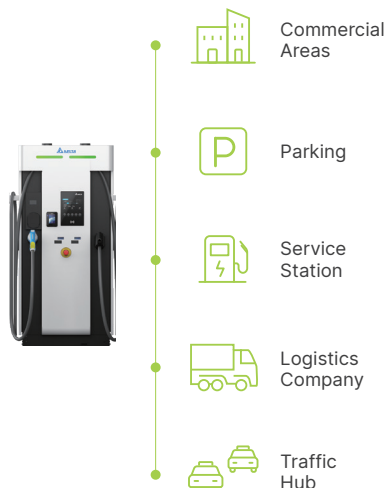 Commercial
Areas
P
Parking
Service
Station
Logistics
Company
Traffic
Hub